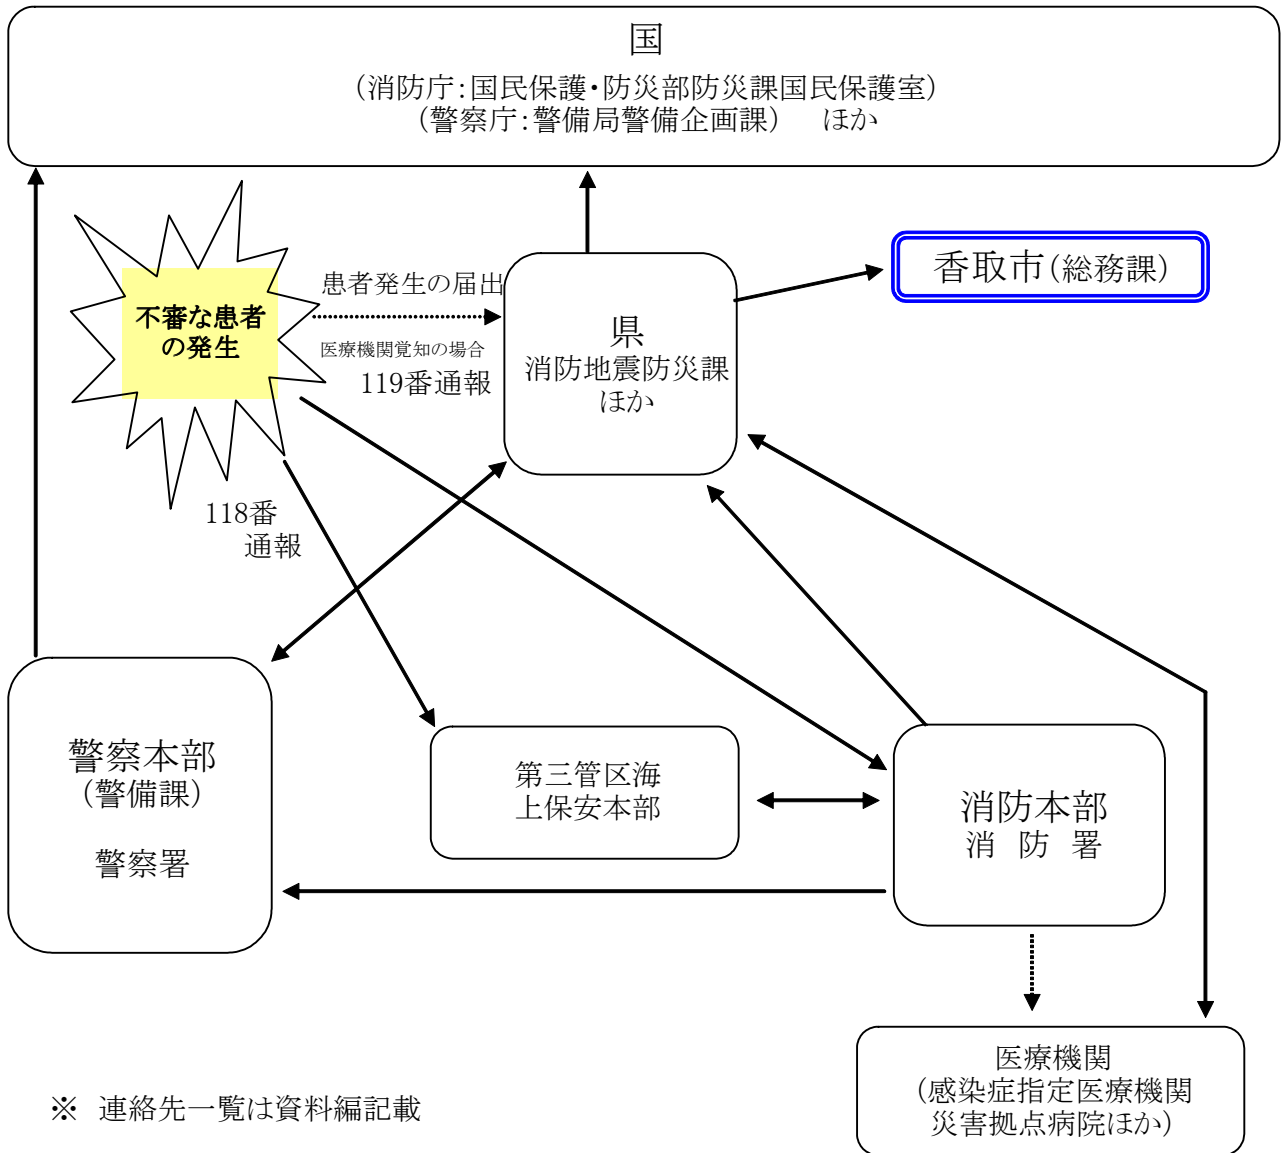 国
(消防庁:国民保護・防災部防災課国民保護室)
(警察庁:警備局警備企画課) ほか
香取市(総務課)
不審な患者
の発生
患者発生の届出
医療機関覚知の場合
119番通報
県
消防地震防災課
ほか
118番
通報
警察本部
(警備課)
警察署
第三管区海
上保安本部
消防本部
消 防 署
医療機関
(感染症指定医療機関
災害拠点病院ほか)
※ 連絡先一覧は資料編記載